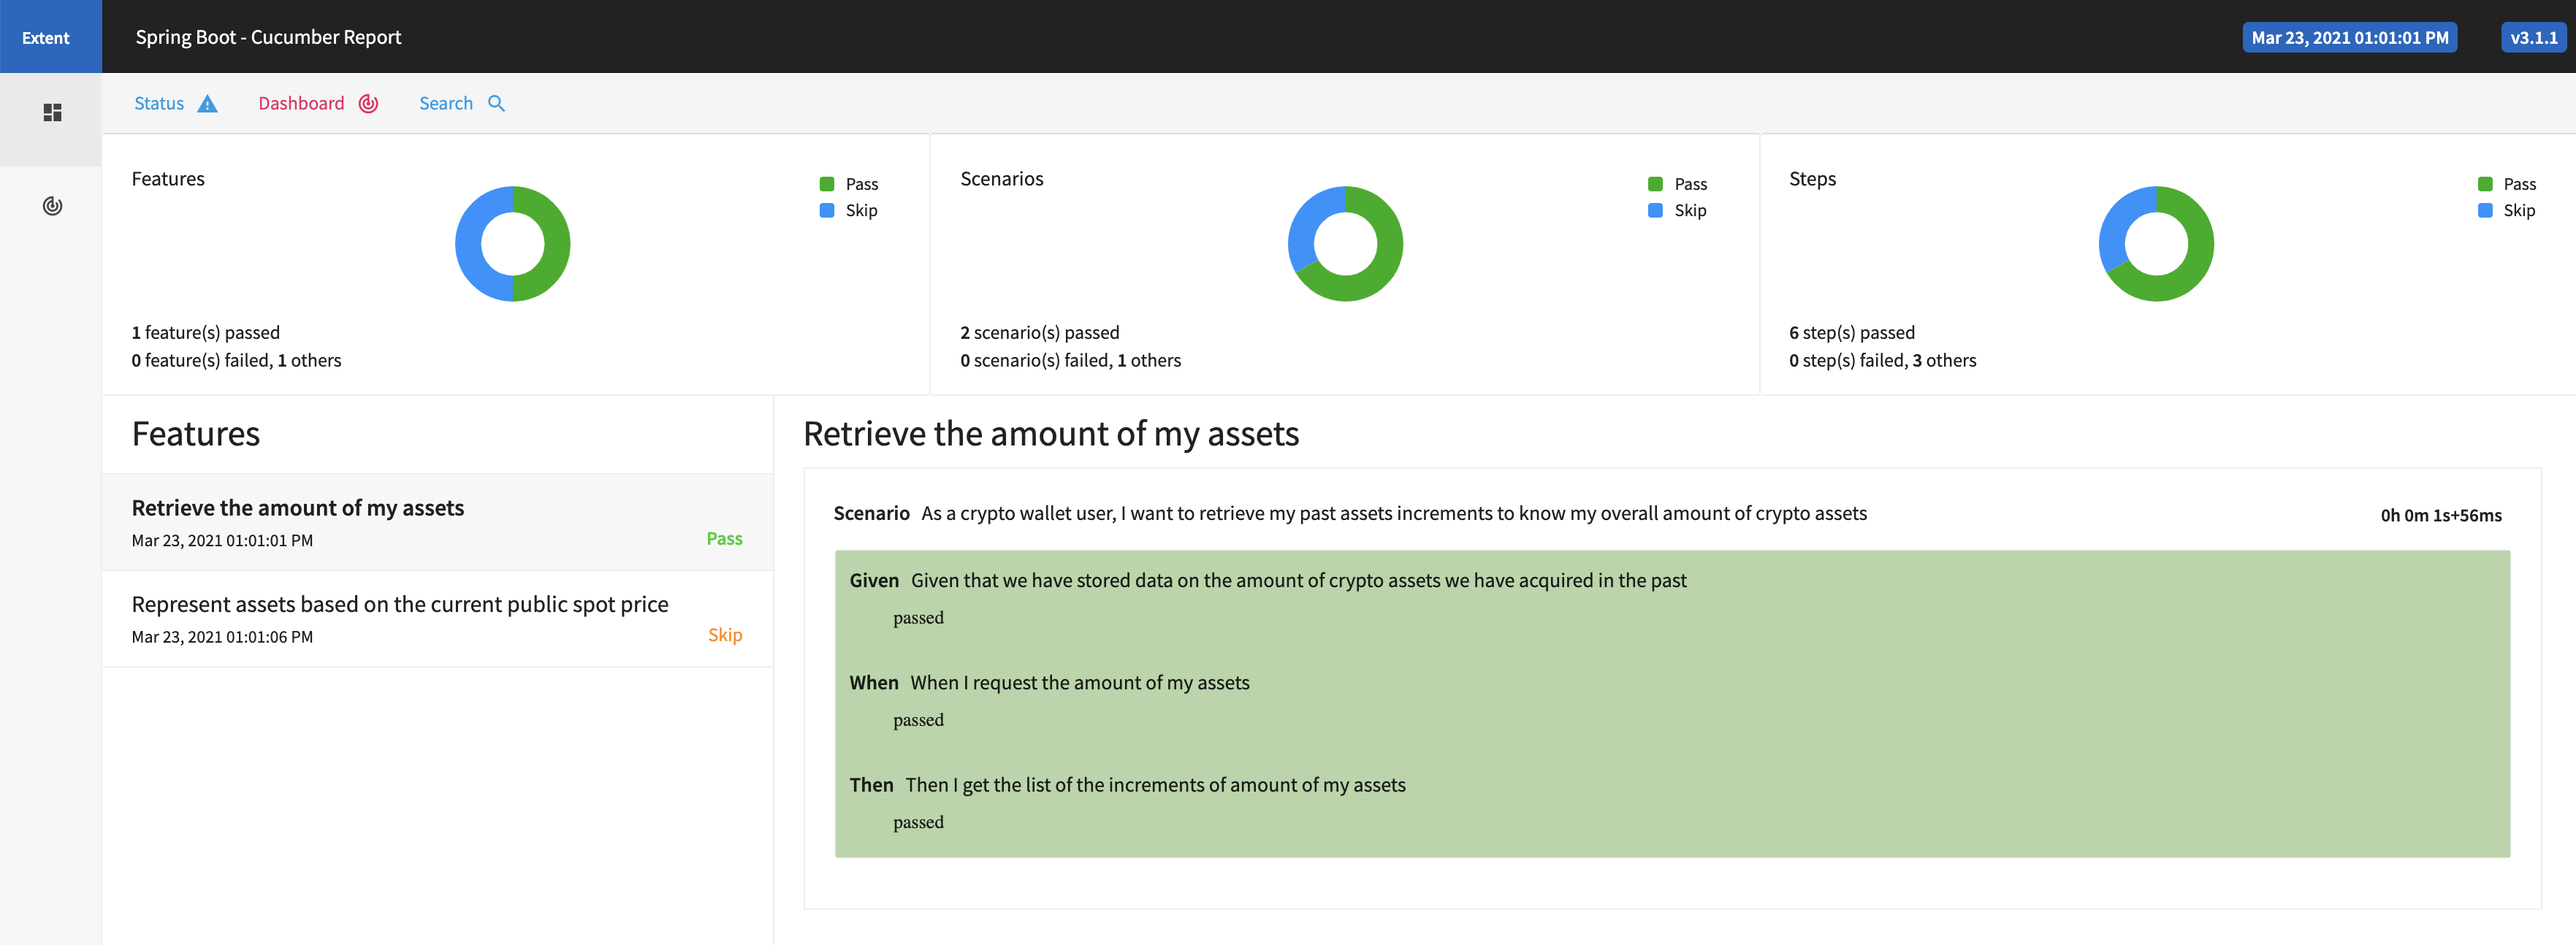 Extent
Spring Boot - Cucumber Report
Mar 23, 2021 01:01:01 PM
v3.1.1
Status
Dashboard
Search
Features
Pass
Skip
1 feature(s) passed
0 feature(s) failed, 1 others
Scenarios
Pass
Skip
2 scenario(s) passed
0 scenario(s) failed, 1 others
Steps
Pass
Skip
6 step(s) passed
0 step(s) failed, 3 others
Features
Retrieve the amount of my assets
Mar 23, 2021 01:01:01 PM
Pass
Represent assets based on the current public spot price
Mar 23, 2021 01:01:06 PM
Skip
Retrieve the amount of my assets
Scenario As a crypto wallet user, I want to retrieve my past assets increments to know my overall amount of crypto assets
0h 0m 1s+56ms
Given Given that we have stored data on the amount of crypto assets we have acquired in the past
passed
When When I request the amount of my assets
passed
Then Then I get the list of the increments of amount of my assets
passed